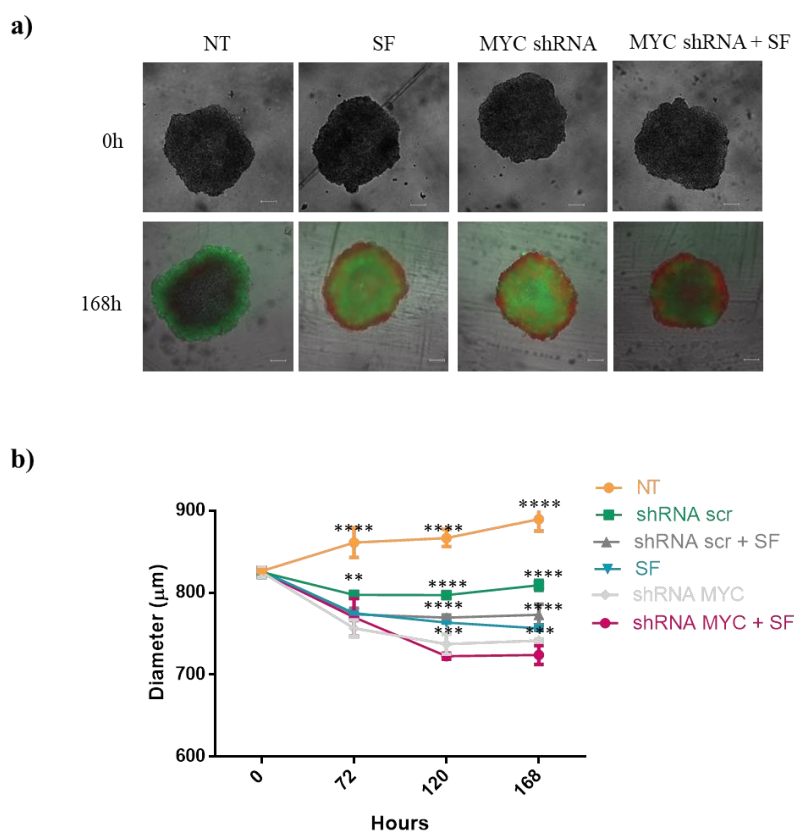 a)
NT SF MYC shRNA MYC shRNA + SF
0h
168h
b)
900
800
700
600
Diameter (μm)
**** **** ****
** **** ****
**** ****
*** ***
0 72 120 168
Hours
NT
shRNA scr
shRNA scr + SF
SF
shRNA MYC
shRNA MYC + SF